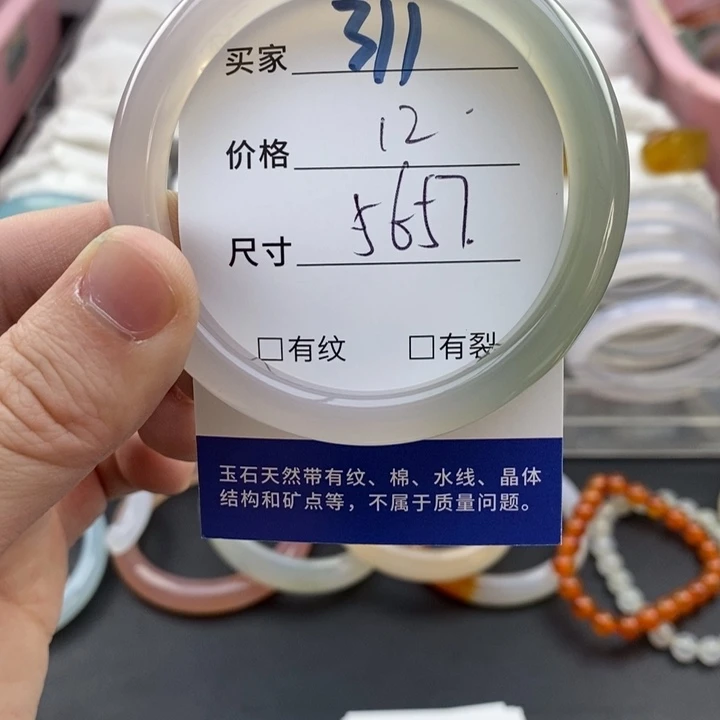 买家 311
价格 12
尺寸 5657
□有纹 □有裂
玉石天然带有纹、棉、水线、晶体
结构和矿点等，不属于质量问题。